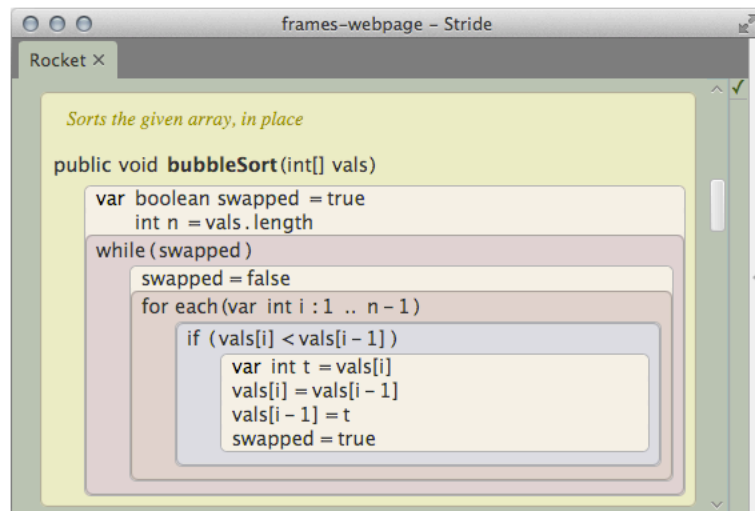 frames-webpage – Stride
Rocket ×
Sorts the given array, in place
public void bubbleSort(int[] vals)
var boolean swapped = true
int n = vals.length
while(swapped)
swapped = false
for each(var int i : 1 .. n – 1)
if (vals[i] < vals[i – 1])
var int t = vals[i]
vals[i] = vals[i – 1]
vals[i – 1] = t
swapped = true